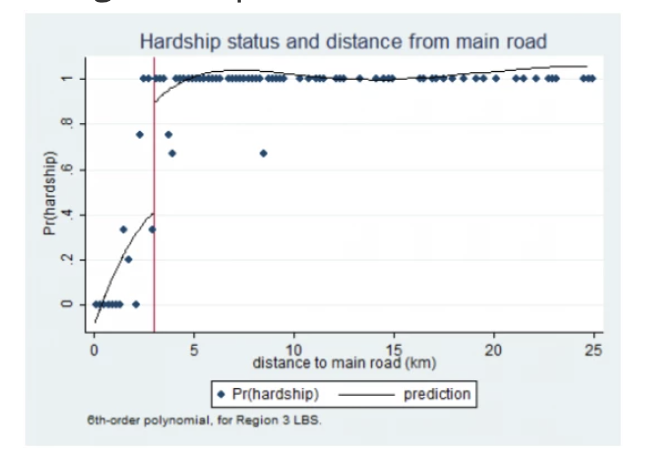 Hardship status and distance from main road
Pr(hardship)
0 .2 .4 .6 .8 1
0 5 10 15 20 25
distance to main road (km)
Pr(hardship) prediction
6th-order polynomial, for Region 3 LBS.